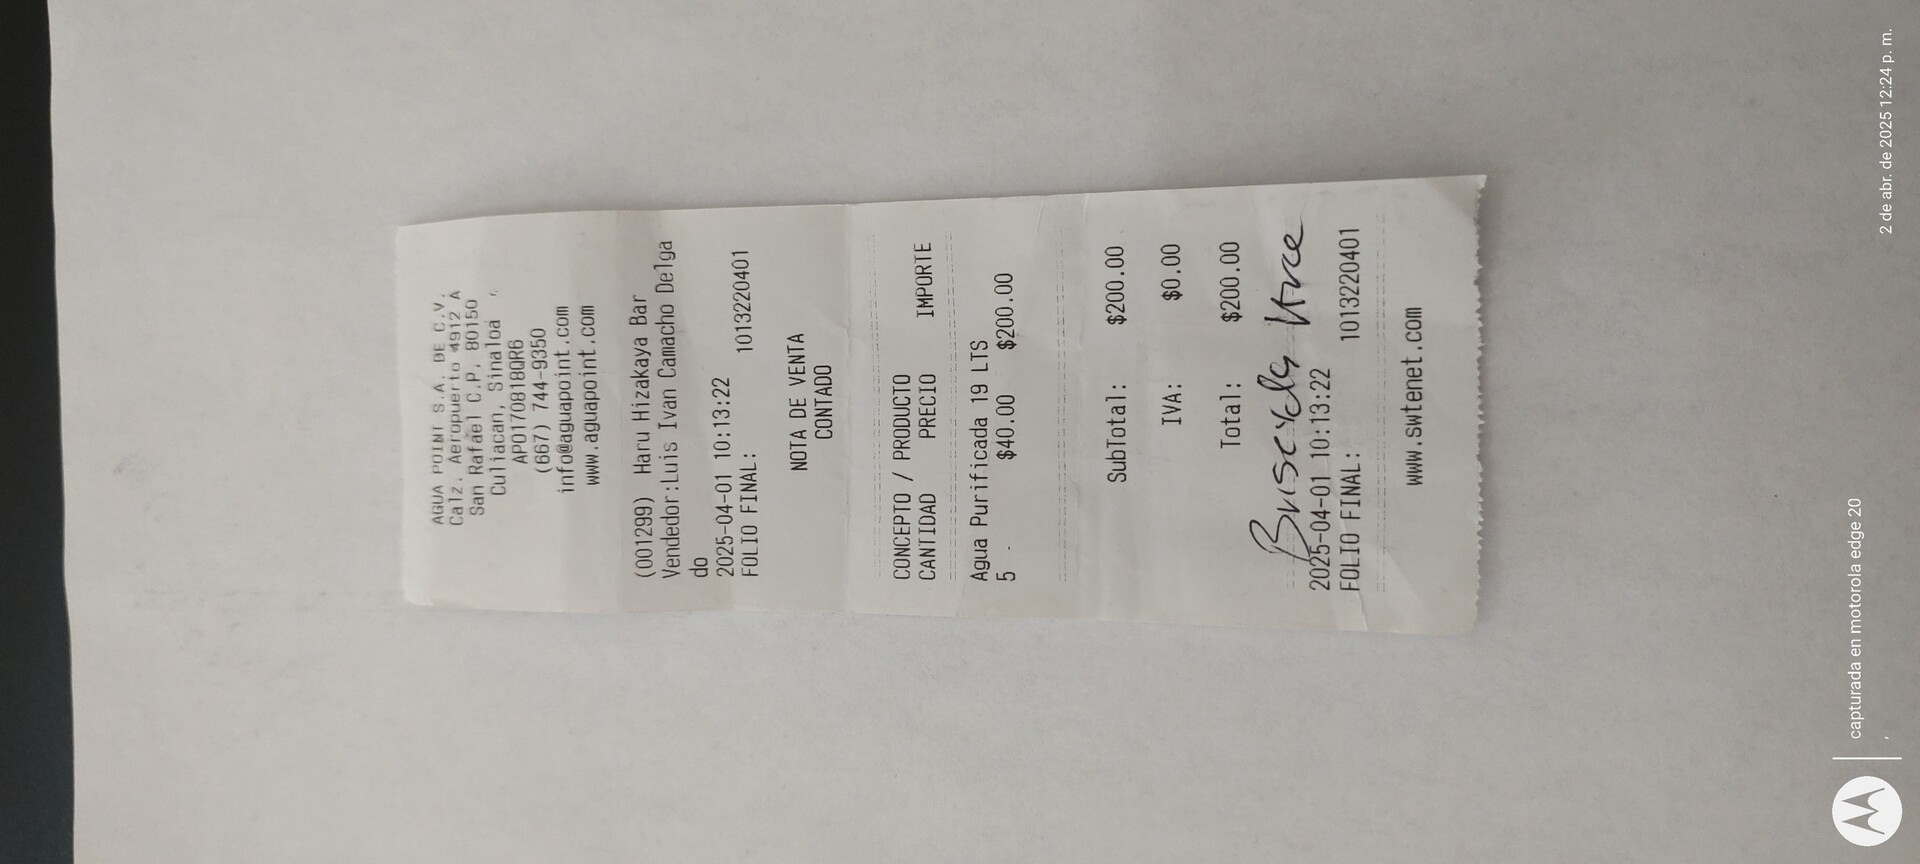 AGUA POINT S.A. DE C.V.
Calz. Aeropuerto 4912 A
San Rafael C.P. 80150
Culiacan, Sinaloa
APO170818QR6
(667) 744-9350
info@aguapoint.com
www.aguapoint.com
(001299) Haru Hizakaya Bar
Vendedor:Luis Ivan Camacho Delga
do
2025-04-01 10:13:22
FOLIO FINAL: 1013220401
NOTA DE VENTA
CONTADO
CONCEPTO / PRODUCTO
CANTIDAD PRECIO IMPORTE
Agua Purificada 19 LTS
5 $40.00 $200.00
SubTotal: $200.00
IVA: $0.00
Total: $200.00
2025-04-01 10:13:22
FOLIO FINAL: 1013220401
www.swtenet.com
capturada en motorola edge 20
2 de abr. de 2025 12:24 p. m.